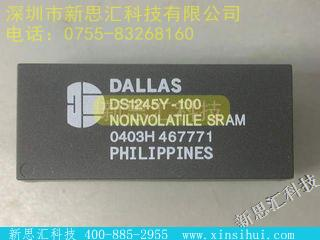 深圳市新思汇科技有限公司
电话：0755-83268160
DALLAS
DS1245Y-100
NONVOLATILE SRAM
0403H 467771
PHILIPPINES
新思汇科技
新思汇科技 400-885-2955 www.xinsihui.com